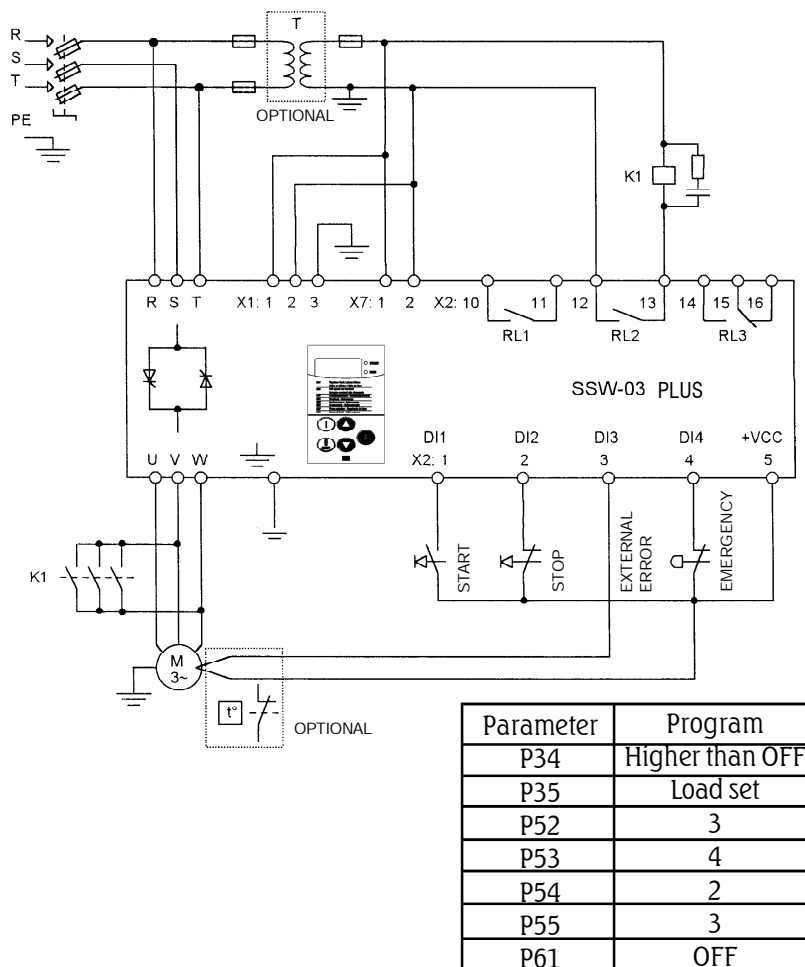 T
R
S
T
PE
OPTIONAL
K1
R S T X1: 1 2 3 X7: 1 2 X2: 10 11 12 13 14 15 16
RL1 RL2 RL3
SSW-03 PLUS
DI1 DI2 DI3 DI4 +VCC
U V W X2: 1 2 3 4 5
START
STOP
EXTERNAL
ERROR
EMERGENCY
K1
M
3~
t°
OPTIONAL
Parameter Program
P34 Higher than OFF
P35 Load set
P52 3
P53 4
P54 2
P55 3
P61 OFF